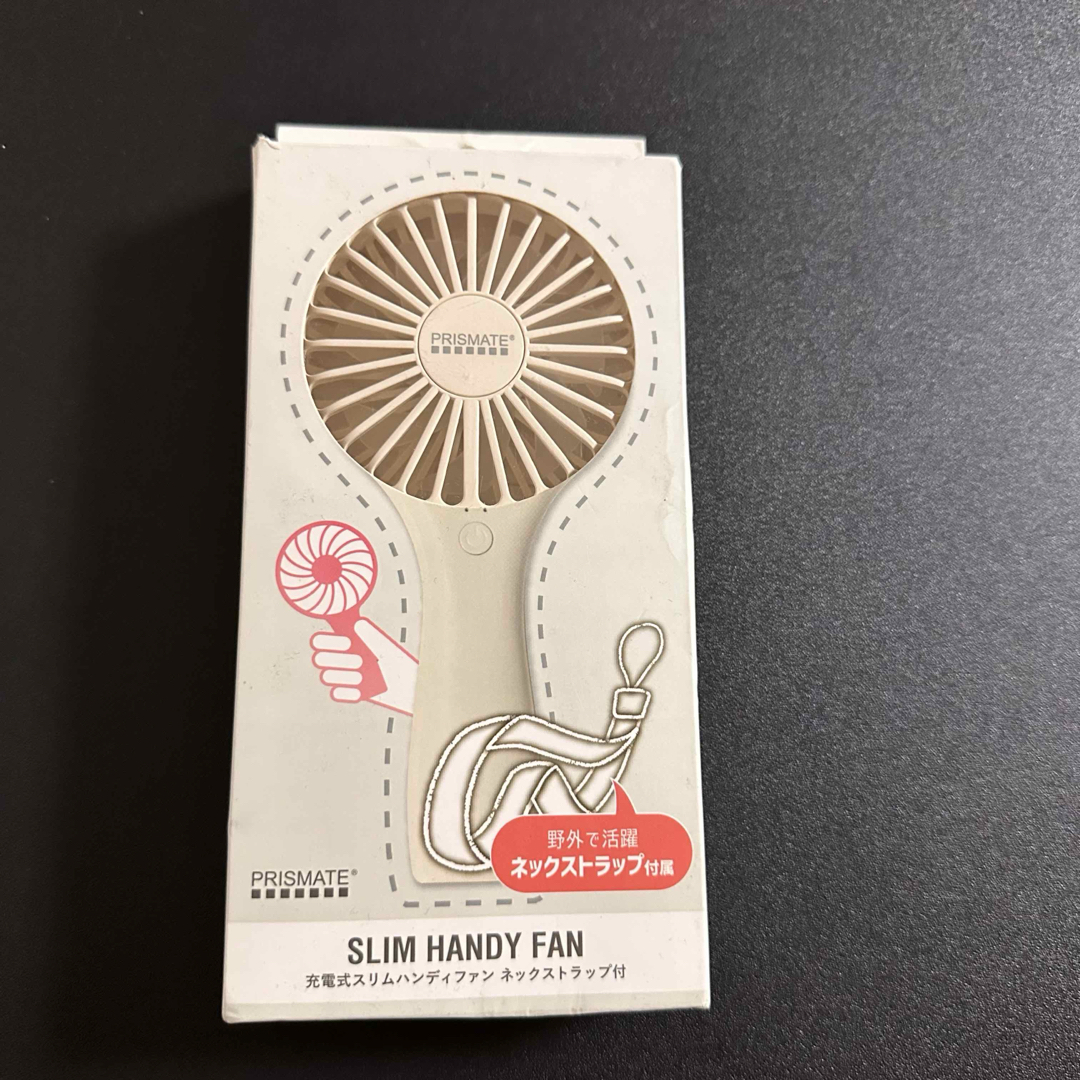 PRISMATE®
野外で活躍
ネックストラップ付属
PRISMATE®
SLIM HANDY FAN
充電式スリムハンディファン ネックストラップ付